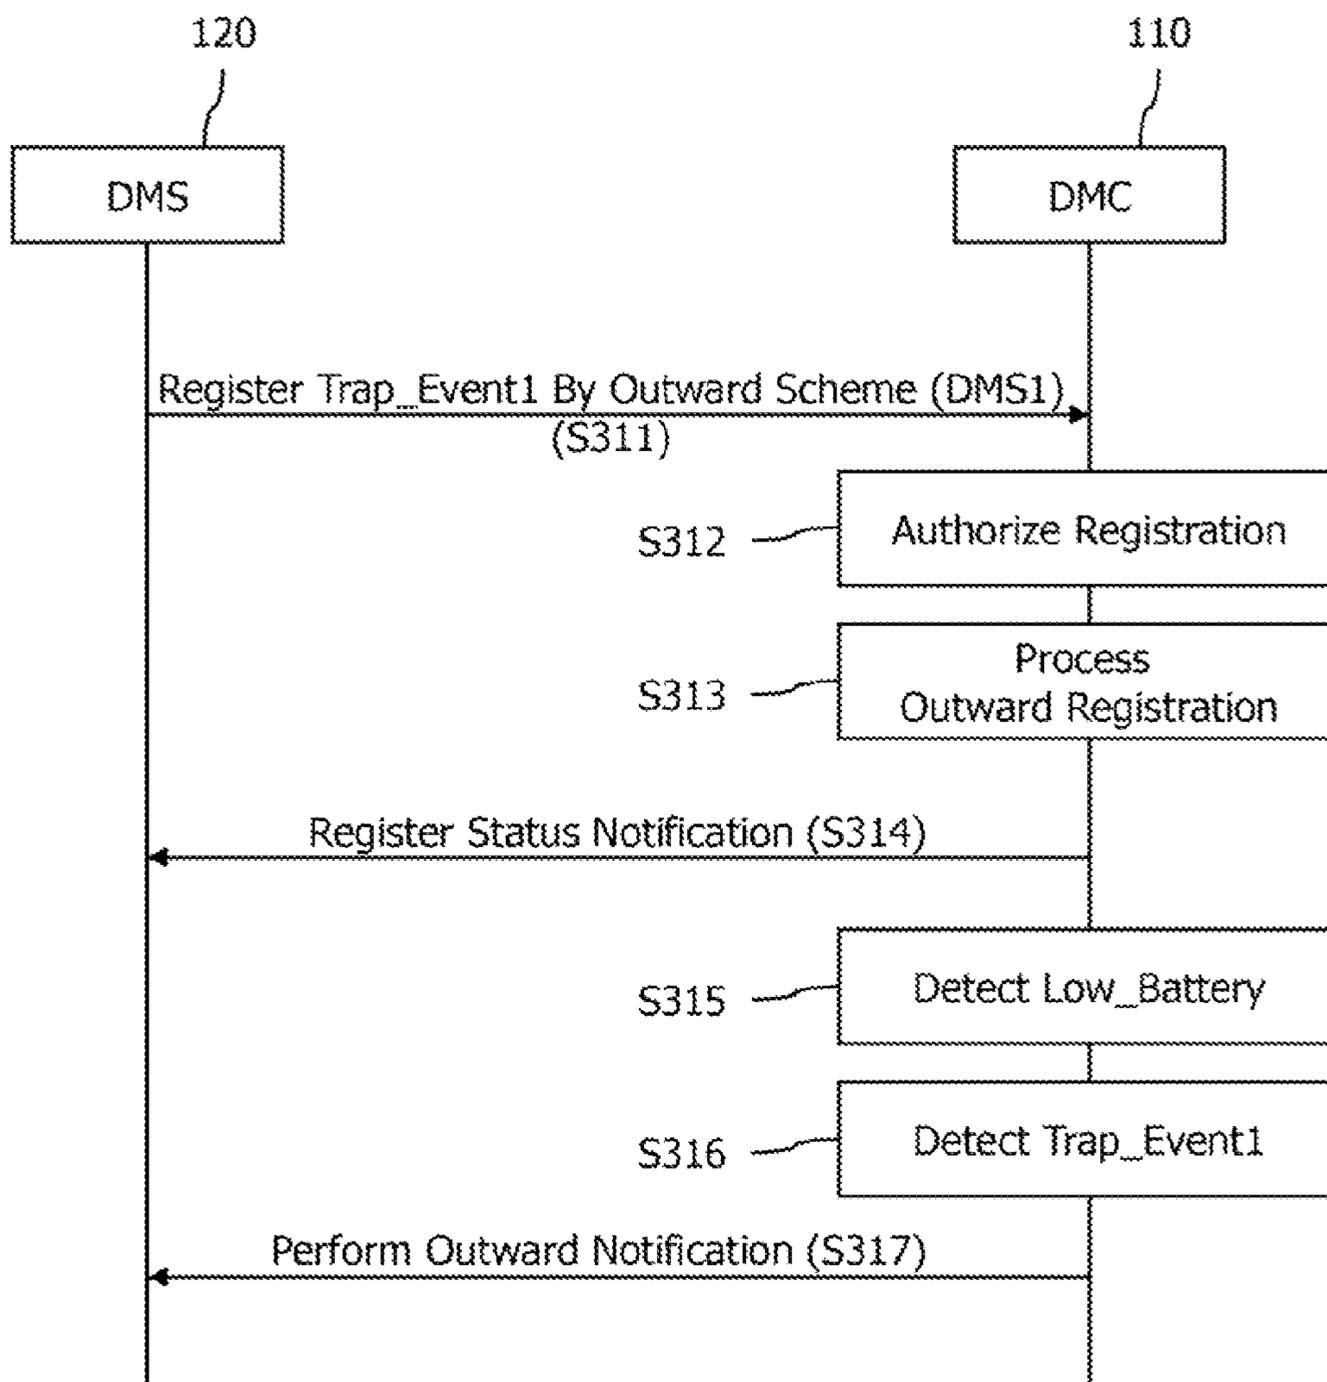 120
110
DMS
DMC
Register Trap_Event1 By Outward Scheme (DMS1)
(S311)
S312
Authorize Registration
S313
Process
Outward Registration
Register Status Notification (S314)
S315
Detect Low_Battery
S316
Detect Trap_Event1
Perform Outward Notification (S317)